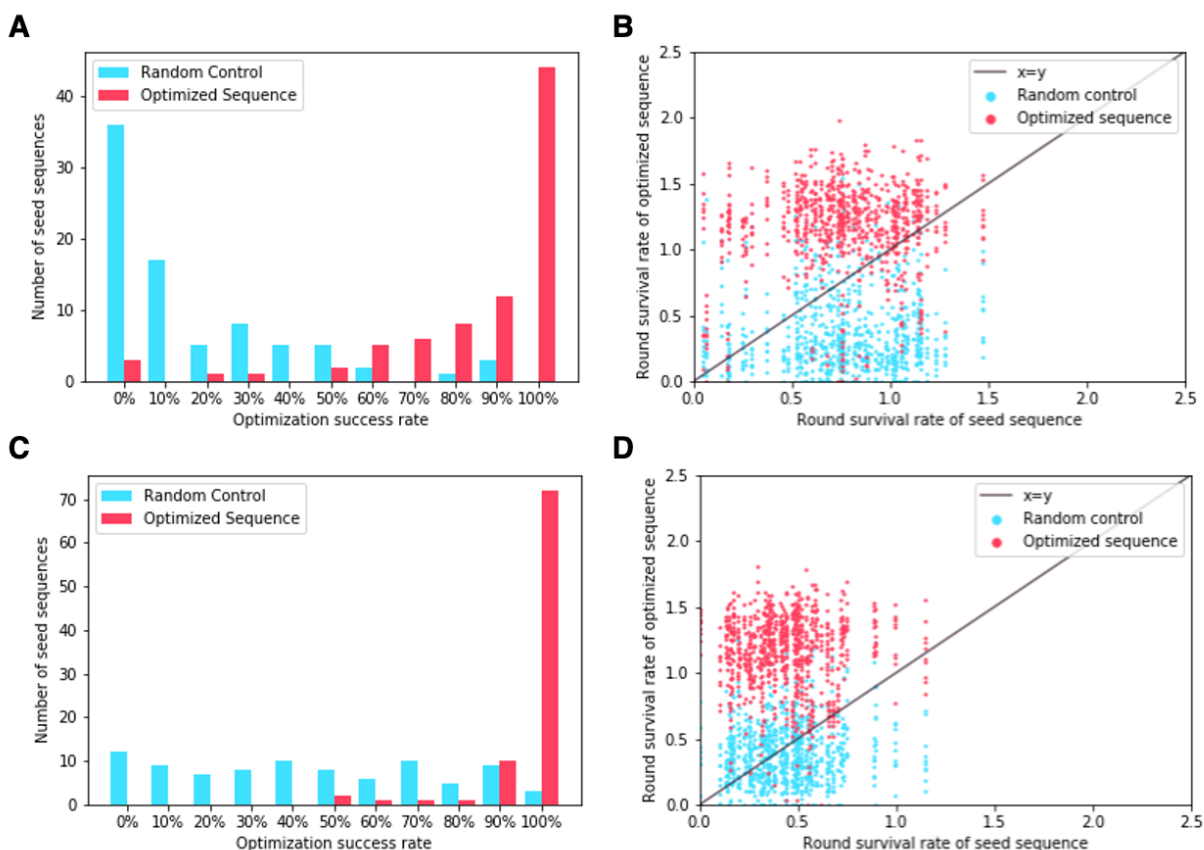 A
Random Control
Optimized Sequence
Number of seed sequences
40
30
20
10
0
0% 10% 20% 30% 40% 50% 60% 70% 80% 90% 100%
Optimization success rate
B
x=y
Random control
Optimized sequence
Round survival rate of optimized sequence
2.5
2.0
1.5
1.0
0.5
0.0
0.0 0.5 1.0 1.5 2.0 2.5
Round survival rate of seed sequence
C
Random Control
Optimized Sequence
Number of seed sequences
70
60
50
40
30
20
10
0
0% 10% 20% 30% 40% 50% 60% 70% 80% 90% 100%
Optimization success rate
D
x=y
Random control
Optimized sequence
Round survival rate of optimized sequence
2.5
2.0
1.5
1.0
0.5
0.0
0.0 0.5 1.0 1.5 2.0 2.5
Round survival rate of seed sequence